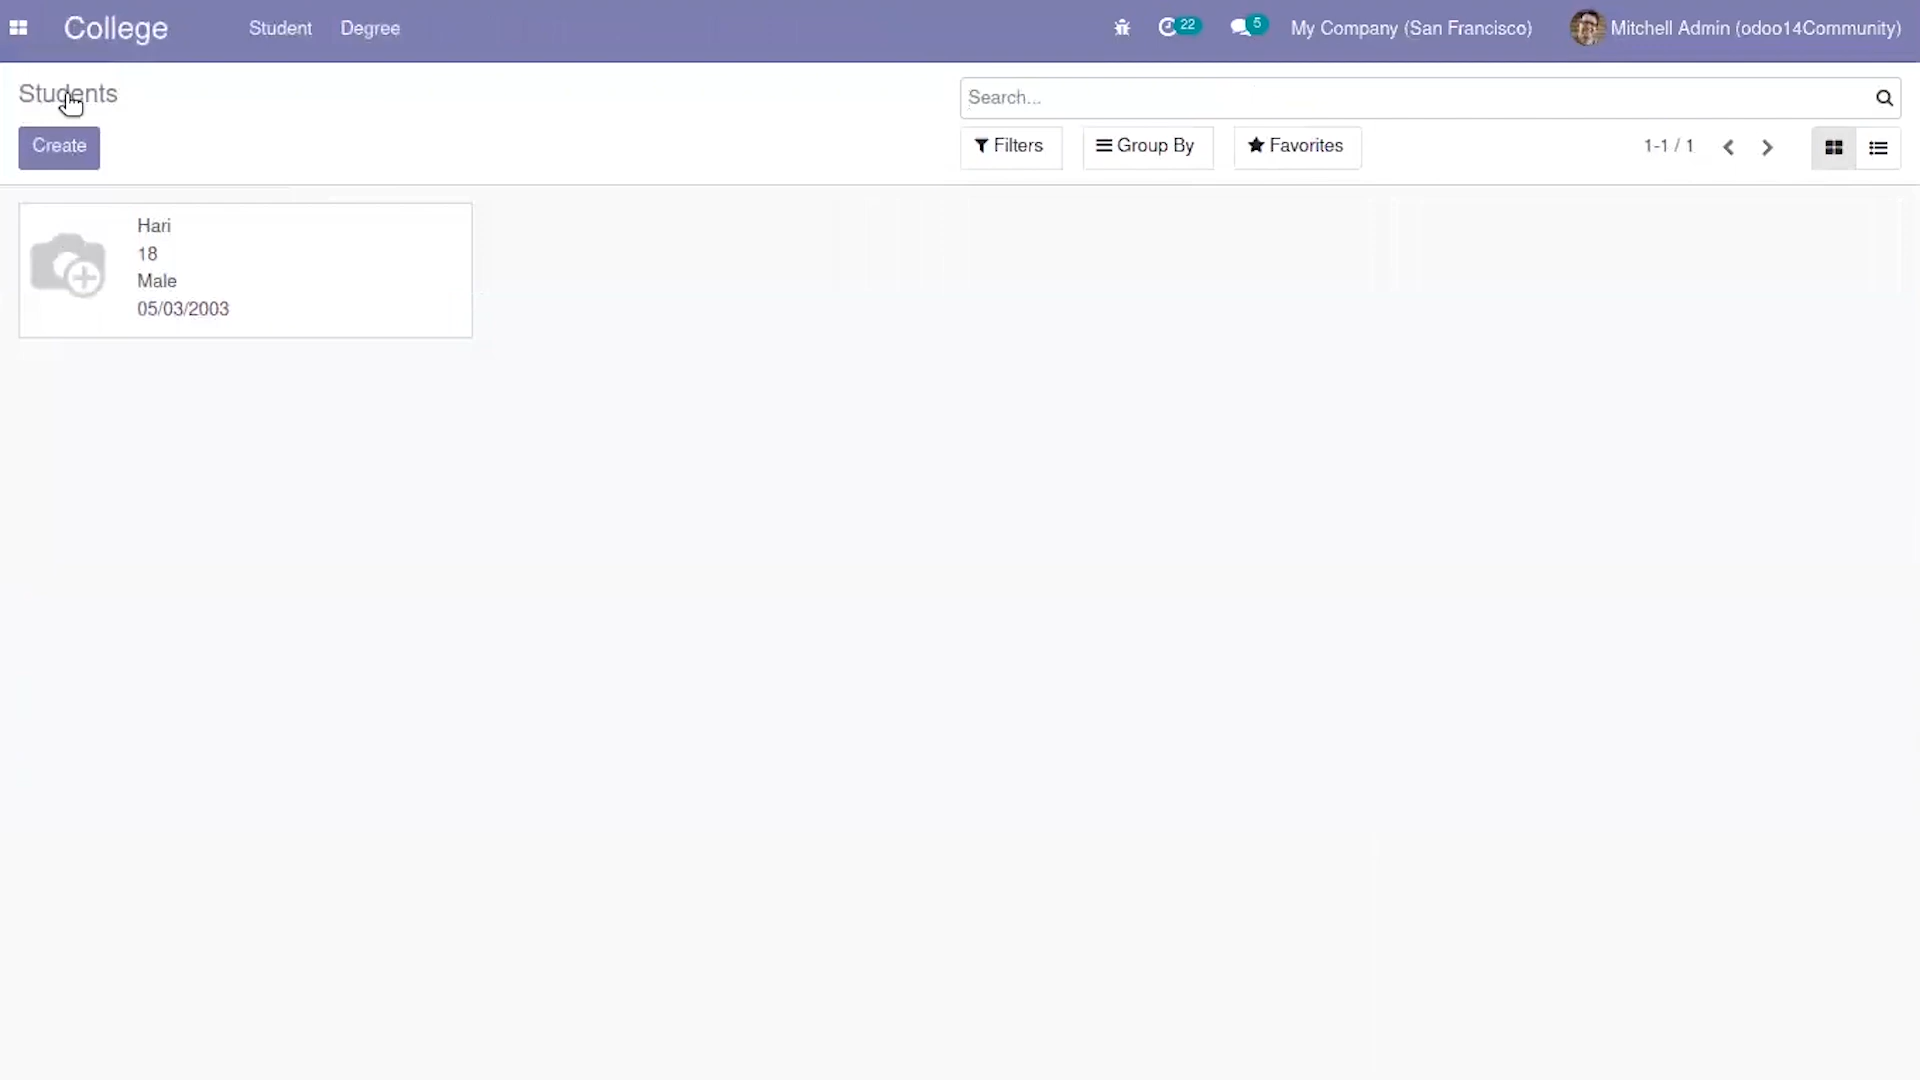 College Student Degree 22 5 My Company (San Francisco) Mitchell Admin (odoo14Community)
Students
Search...
Create
Filters Group By Favorites 1-1 / 1
Hari
18
Male
05/03/2003